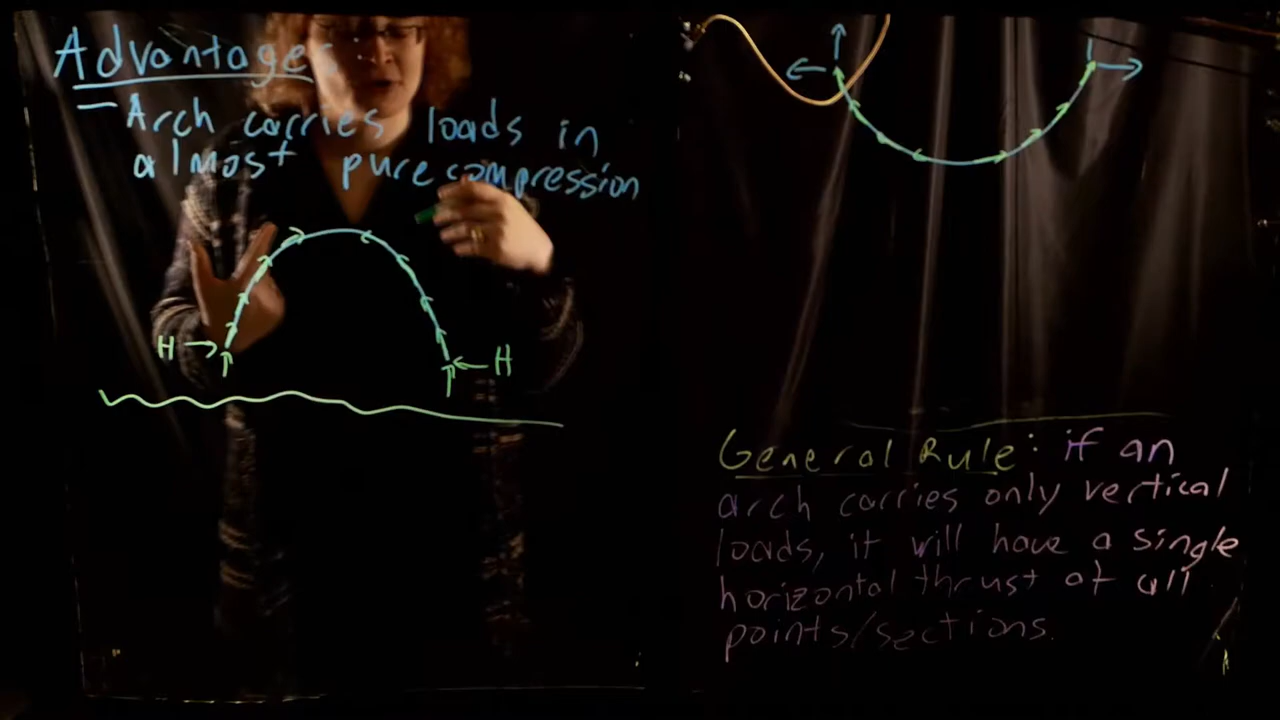 Advantages:
- Arch carries loads in
almost pure compression
H
H
General Rule: if an
arch carries only vertical
loads, it will have a single
horizontal thrust at all
points/sections.